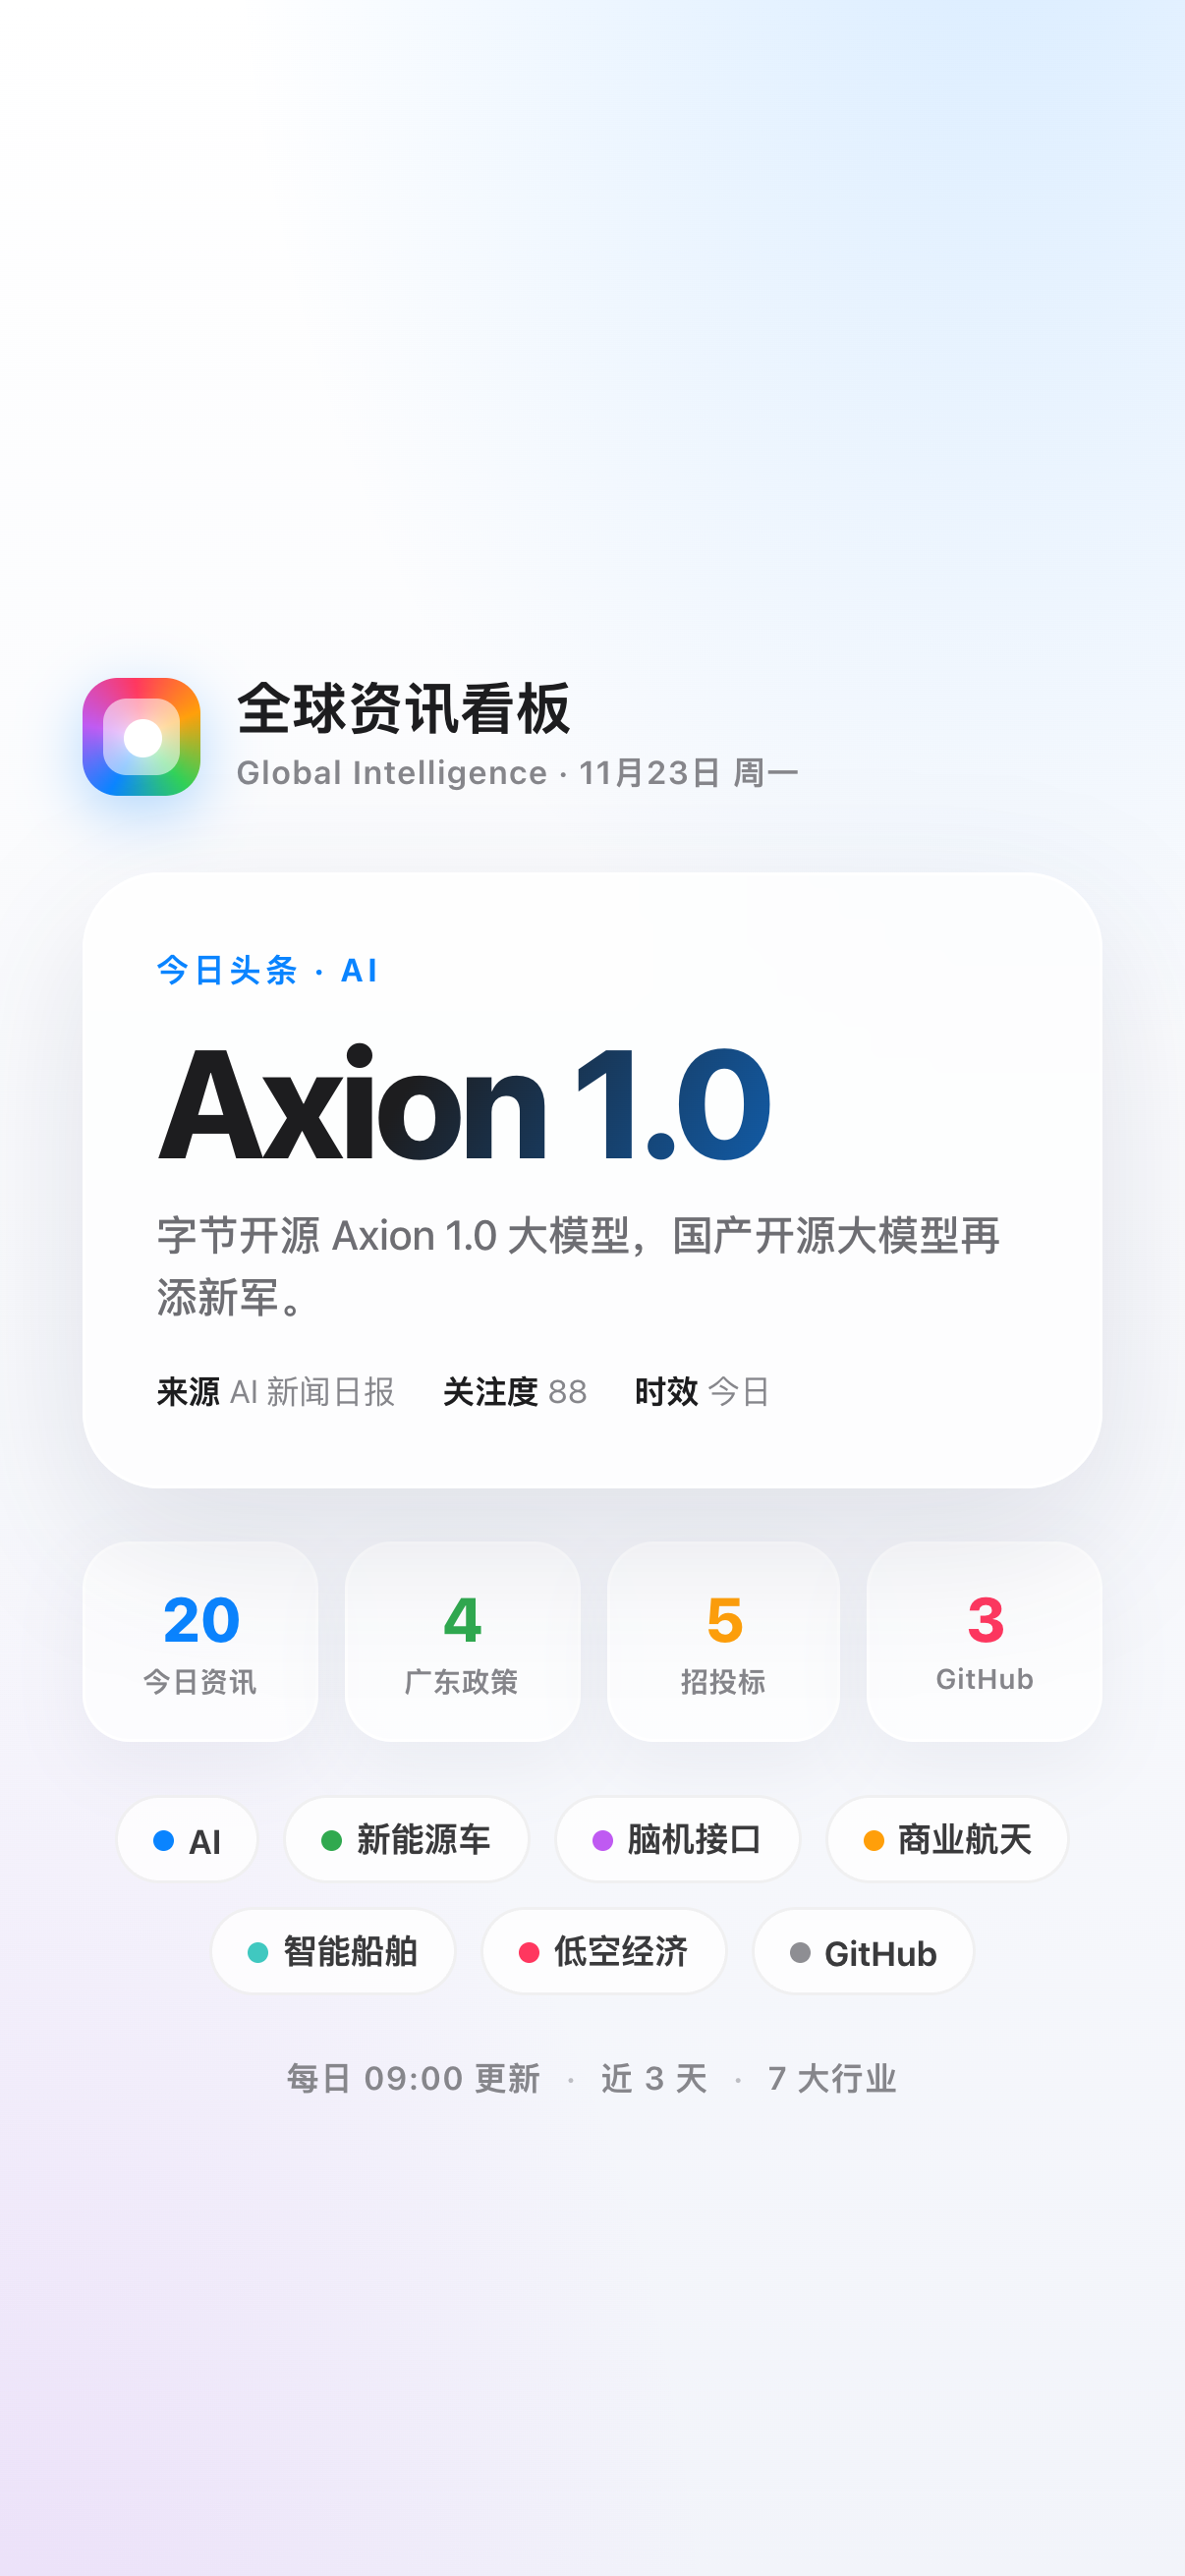 全球资讯看板
Global Intelligence · 11月23日 周一
今日头条 · AI
Axion 1.0
字节开源 Axion 1.0 大模型，国产开源大模型再
添新军。
来源 AI 新闻日报 关注度 88 时效 今日
20 4 5 3
今日资讯 广东政策 招投标 GitHub
AI 新能源车 脑机接口 商业航天
智能船舶 低空经济 GitHub
每日 09:00 更新 · 近 3 天 · 7 大行业